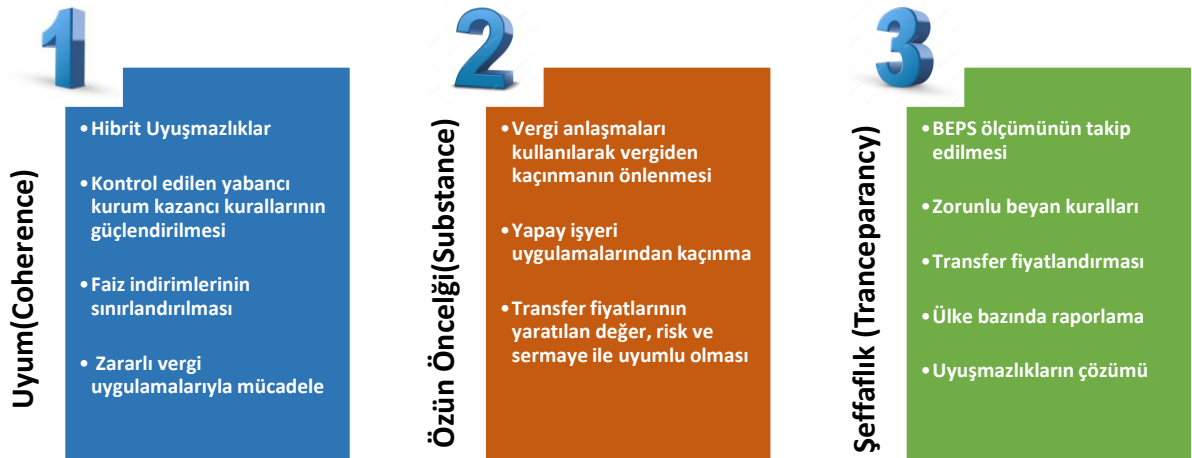 1
Uyum(Coherence)
•Hibrit Uyuşmazlıklar
•Kontrol edilen yabancı
kurum kazancı kurallarının
güçlendirilmesi
•Faiz indirimlerinin
sınırlandırılması
• Zararlı vergi
uygulamalarıyla mücadele
2
Özün Öncelği(Substance)
•Vergi anlaşmaları
kullanılarak vergiden
kaçınmanın önlenmesi
•Yapay işyeri
uygulamalarından kaçınma
•Transfer fiyatlarının
yaratılan değer, risk ve
sermaye ile uyumlu olması
3
Şeffaflık (Tranceparancy)
•BEPS ölçümünün takip
edilmesi
•Zorunlu beyan kuralları
•Transfer fiyatlandırması
•Ülke bazında raporlama
•Uyuşmazlıkların çözümü